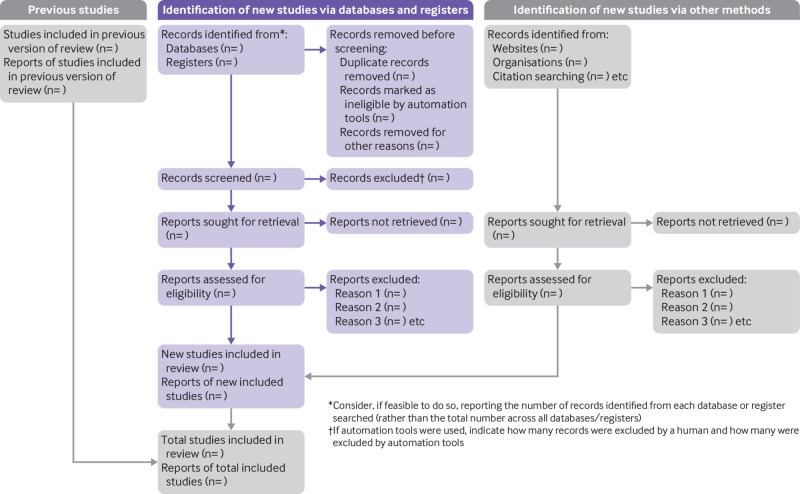 Previous studies
Identification of new studies via databases and registers
Identification of new studies via other methods
Studies included in previous
version of review (n= )
Reports of studies included
in previous version of
review (n= )
Records identified from*:
Databases (n= )
Registers (n= )
Records removed before
screening:
Duplicate records
removed (n= )
Records marked as
ineligible by automation
tools (n= )
Records removed for
other reasons (n= )
Records identified from:
Websites (n= )
Organisations (n= )
Citation searching (n= ) etc
Records screened (n= )
Records excluded† (n= )
Reports sought for retrieval
(n= )
Reports not retrieved (n= )
Reports sought for retrieval
(n= )
Reports not retrieved (n= )
Reports assessed for
eligibility (n= )
Reports excluded:
Reason 1 (n= )
Reason 2 (n= )
Reason 3 (n= ) etc
Reports assessed for
eligibility (n= )
Reports excluded:
Reason 1 (n= )
Reason 2 (n= )
Reason 3 (n= ) etc
New studies included in
review (n= )
Reports of new included
studies (n= )
*Consider, if feasible to do so, reporting the number of records identified from each database or register
searched (rather than the total number across all databases/registers)
†If automation tools were used, indicate how many records were excluded by a human and how many were
excluded by automation tools
Total studies included in
review (n= )
Reports of total included
studies (n= )